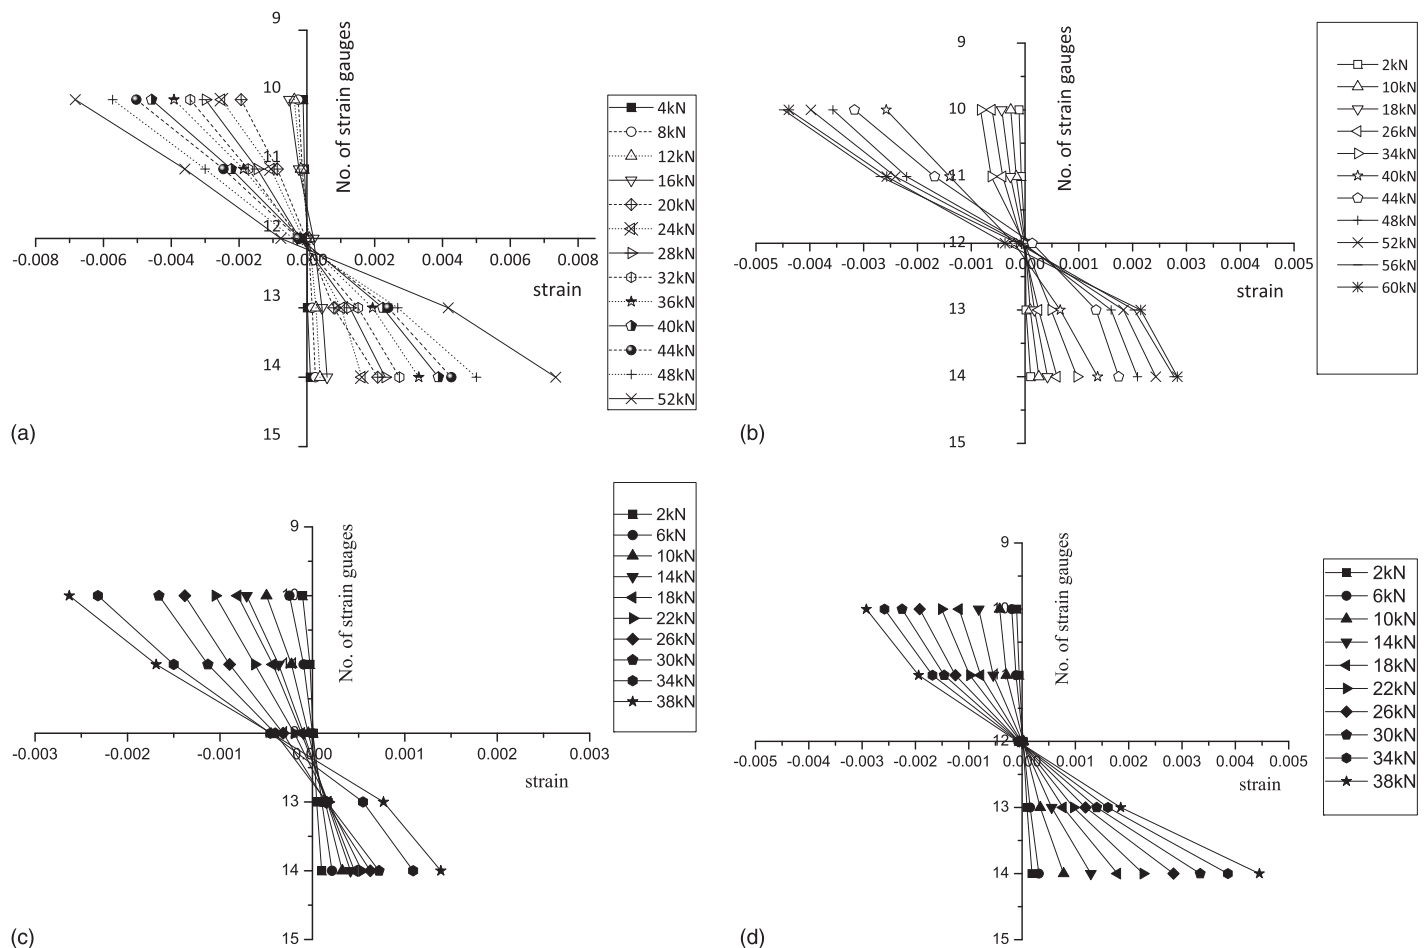 9
10
11
12
13
14
15
No. of strain gauges
-0.008 -0.006 -0.004 -0.002 0.000 0.002 0.004 0.006 0.008
strain
4kN
8kN
12kN
16kN
20kN
24kN
28kN
32kN
36kN
40kN
44kN
48kN
52kN
(a)
9
10
11
12
13
14
15
No. of strain gauges
-0.005 -0.004 -0.003 -0.002 -0.001 0.000 0.001 0.002 0.003 0.004 0.005
strain
2kN
10kN
18kN
26kN
34kN
40kN
44kN
48kN
52kN
56kN
60kN
(b)
9
10
13
14
15
No. of strain guages
-0.003 -0.002 -0.001 0.000 0.001 0.002 0.003
strain
2kN
6kN
10kN
14kN
18kN
22kN
26kN
30kN
34kN
38kN
(c)
9
10
12
13
14
15
No. of strain gauges
-0.005 -0.004 -0.003 -0.002 -0.001 0.000 0.001 0.002 0.003 0.004 0.005
strain
2kN
6kN
10kN
14kN
18kN
22kN
26kN
30kN
34kN
38kN
(d)